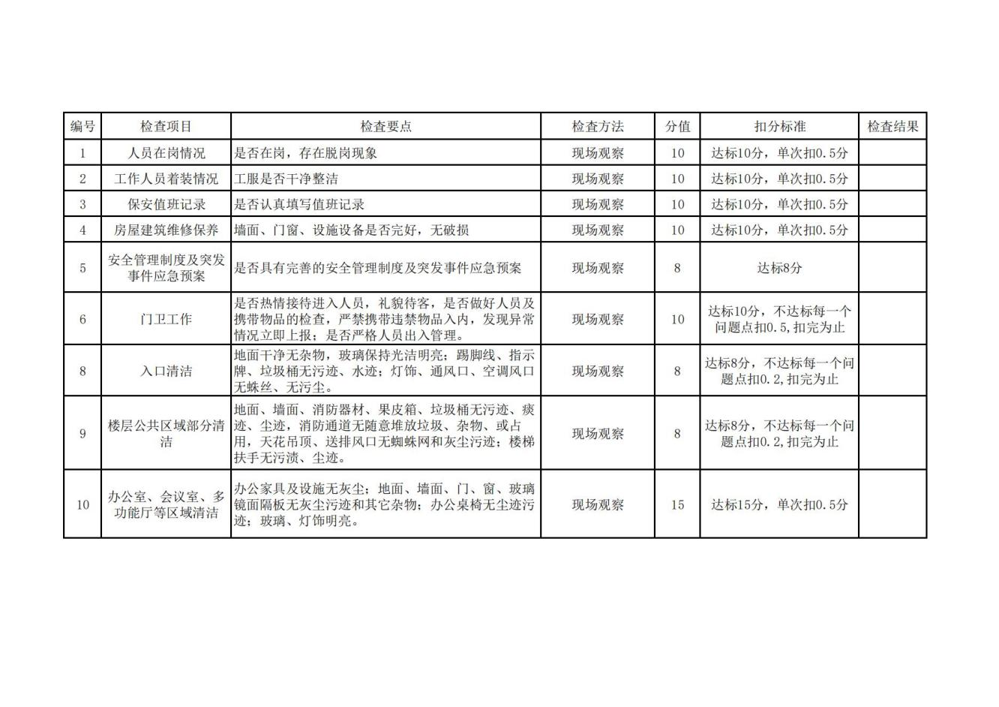 编号 检查项目 检查要点 检查方法 分值 扣分标准 检查结果
1 人员在岗情况 是否在岗，存在脱岗现象 现场观察 10 达标10分，单次扣0.5分
2 工作人员着装情况 工服是否干净整洁 现场观察 10 达标10分，单次扣0.5分
3 保安值班记录 是否认真填写值班记录 现场观察 10 达标10分，单次扣0.5分
4 房屋建筑维修保养 墙面、门窗、设施设备是否完好，无破损 现场观察 10 达标10分，单次扣0.5分
5
安全管理制度及突发
事件应急预案
是否具有完善的安全管理制度及突发事件应急预案
现场观察
8
达标8分
6
门卫工作
是否热情接待进入人员，礼貌待客，是否做好人员及
携带物品的检查，严禁携带违禁物品入内，发现异常
情况立即上报；是否严格人员出入管理。
现场观察
10
达标10分，不达标每一个
问题点扣0.5,扣完为止
8
入口清洁
地面干净无杂物，玻璃保持光洁明亮；踢脚线、指示
牌、垃圾桶无污迹、水迹；灯饰、通风口、空调风口
无蛛丝、无污尘。
现场观察
8
达标8分，不达标每一个问
题点扣0.2,扣完为止
9
楼层公共区域部分清
洁
地面、墙面、消防器材、果皮箱、垃圾桶无污迹、痰
迹、尘迹，消防通道无随意堆放垃圾、杂物、或占
用，天花吊顶、送排风口无蜘蛛网和灰尘污迹；楼梯
扶手无污渍、尘迹。
现场观察
8
达标8分，不达标每一个问
题点扣0.2,扣完为止
10
办公室、会议室、多
功能厅等区域清洁
办公家具及设施无灰尘；地面、墙面、门、窗、玻璃
镜面隔板无灰尘污迹和其它杂物；办公桌椅无尘迹污
迹；玻璃、灯饰明亮。
现场观察
15
达标15分，单次扣0.5分